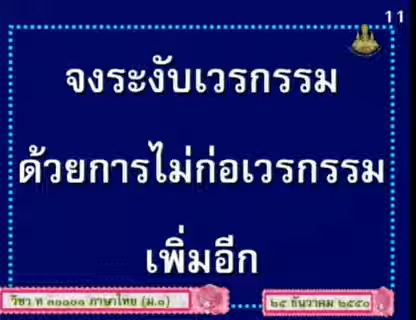 11
จงระงับเวรกรรม
ด้วยการไม่ก่อเวรกรรม
เพิ่มอีก
วิชา ท ๓๑๑๐๑ ภาษาไทย (ม.๑)
๒๕ ธันวาคม ๒๕๕๐